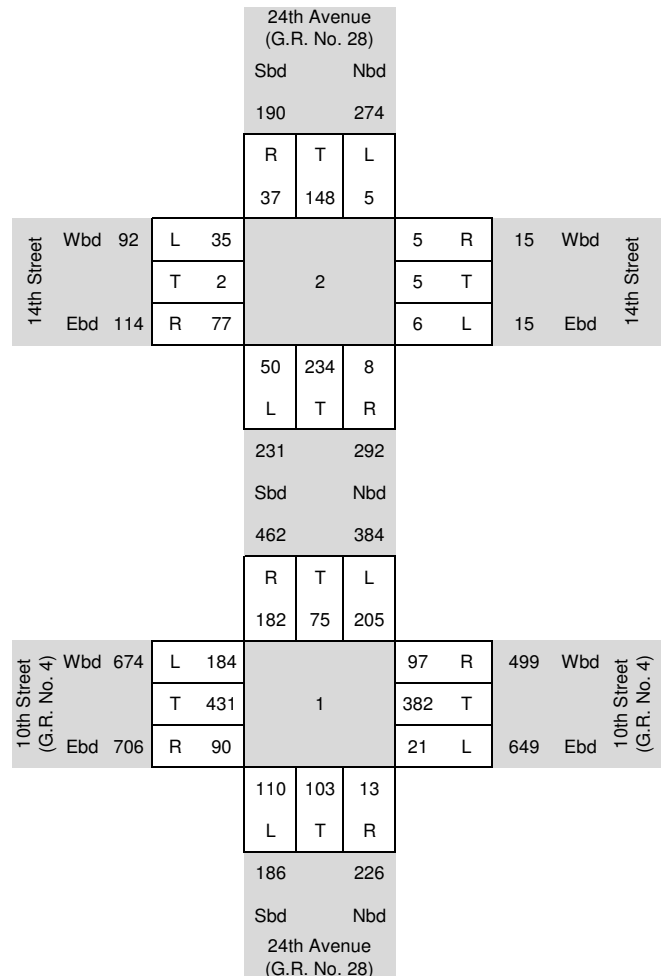 24th Avenue
(G.R. No. 28)
Sbd Nbd
190 274
R T L
37 148 5
14th Street
Wbd 92 L 35
T 2
Ebd 114 R 77
2
5 R 15 Wbd
5 T
6 L 15 Ebd
14th Street
50 234 8
L T R
231 292
Sbd Nbd
462 384
R T L
182 75 205
10th Street
(G.R. No. 4)
Wbd 674 L 184
T 431
Ebd 706 R 90
1
97 R 499 Wbd
382 T
21 L 649 Ebd
10th Street
(G.R. No. 4)
110 103 13
L T R
186 226
Sbd Nbd
24th Avenue
(G.R. No. 28)